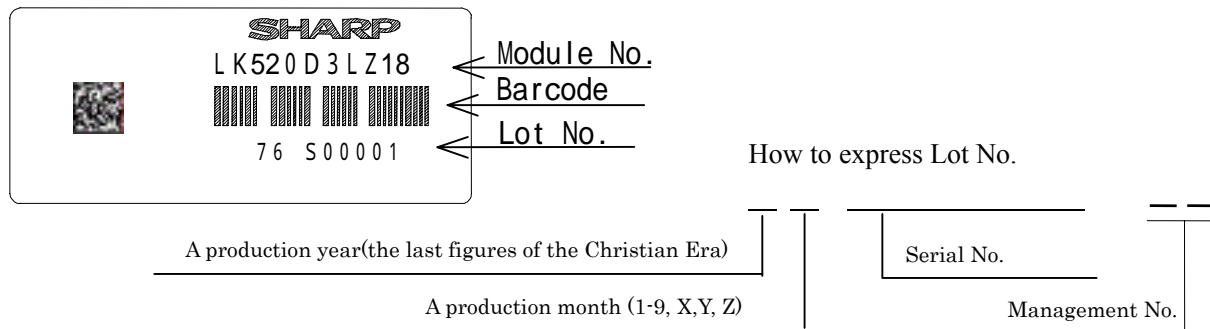 SHARP
LK520D3LZ18
Module No.
Barcode
76 S00001
Lot No.
How to express Lot No.
A production year(the last figures of the Christian Era)
Serial No.
A production month (1-9, X,Y, Z)
Management No.